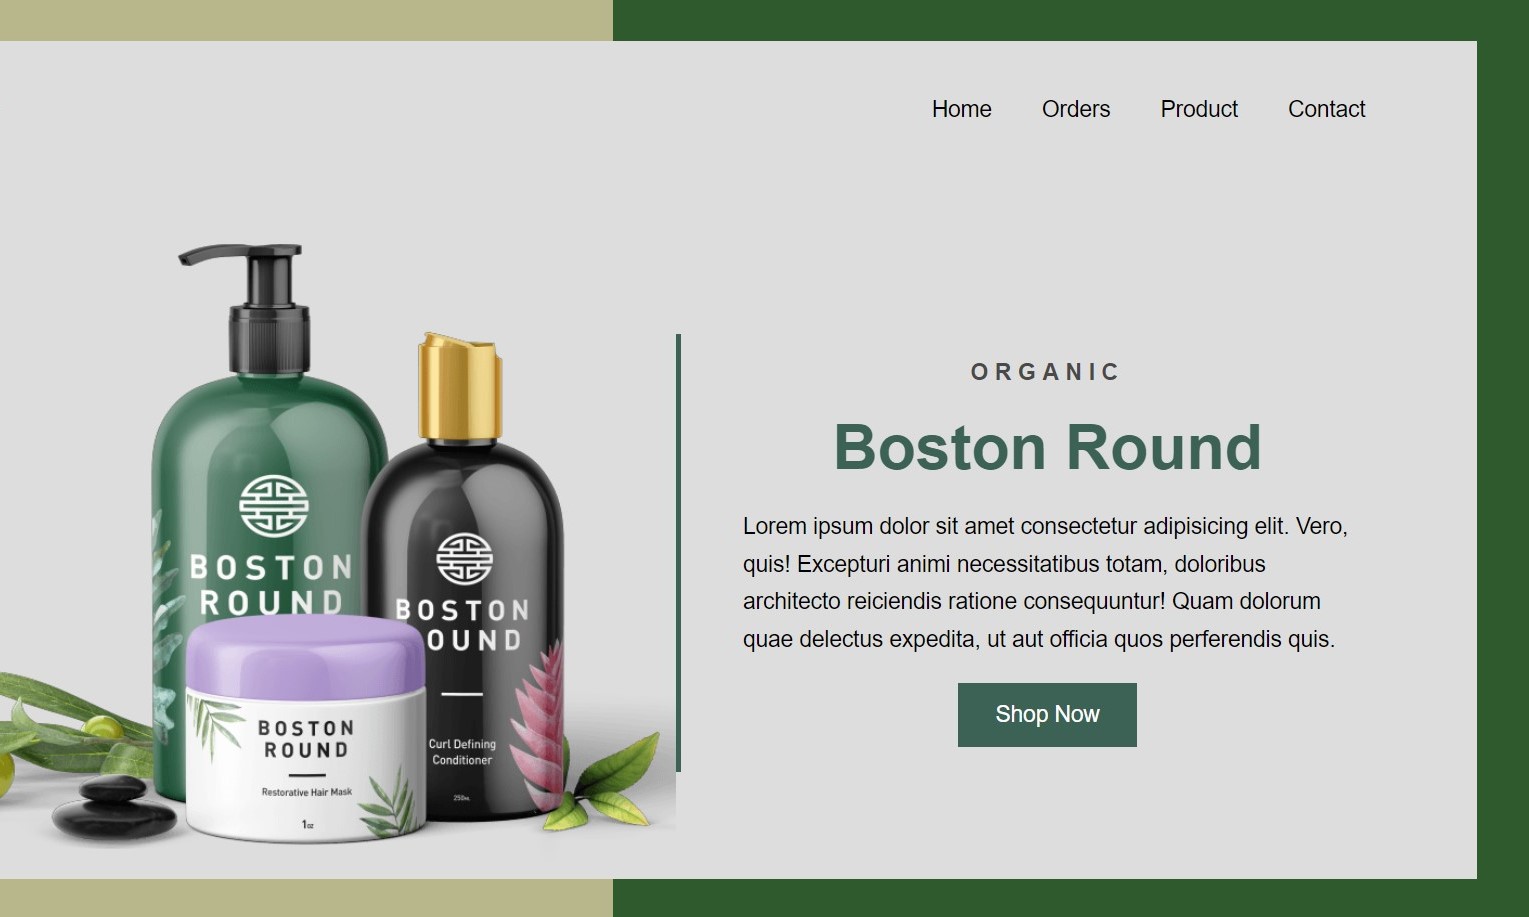 Home Orders Product Contact
ORGANIC
Boston Round
Lorem ipsum dolor sit amet consectetur adipisicing elit. Vero,
quis! Excepturi animi necessitatibus totam, doloribus
architecto reiciendis ratione consequuntur! Quam dolorum
quae delectus expedita, ut aut officia quos perferendis quis.
Shop Now
BOSTON
ROUND
BOSTON
OUND
Curl Defining
Conditioner
250ML
BOSTON
ROUND
Restorative Hair Mask
1oz